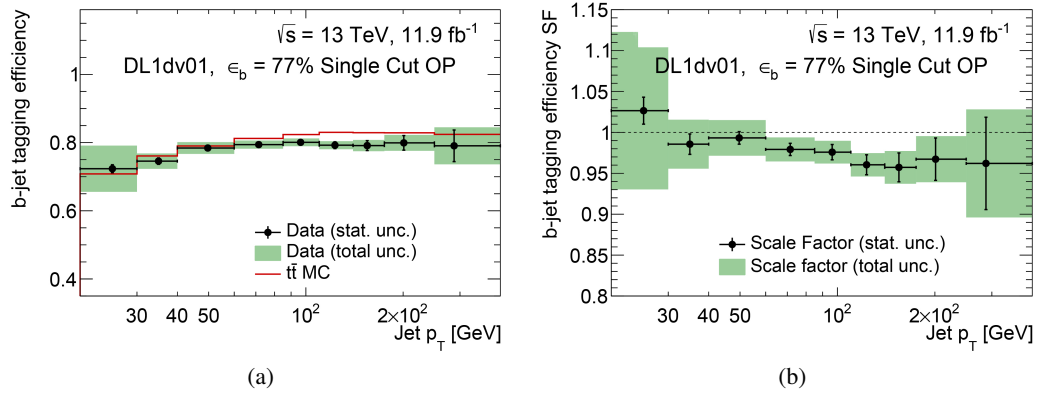 b-jet tagging efficiency
√s = 13 TeV, 11.9 fb⁻¹
DL1dv01, ϵ_b = 77% Single Cut OP
1
0.8
0.6
0.4
Data (stat. unc.)
Data (total unc.)
tt̄ MC
30 40 50 10² 2×10²
Jet p_T [GeV]
(a)
b-jet tagging efficiency SF
√s = 13 TeV, 11.9 fb⁻¹
DL1dv01, ϵ_b = 77% Single Cut OP
1.15
1.1
1.05
1
0.95
0.9
0.85
0.8
Scale Factor (stat. unc.)
Scale factor (total unc.)
30 40 50 10² 2×10²
Jet p_T [GeV]
(b)